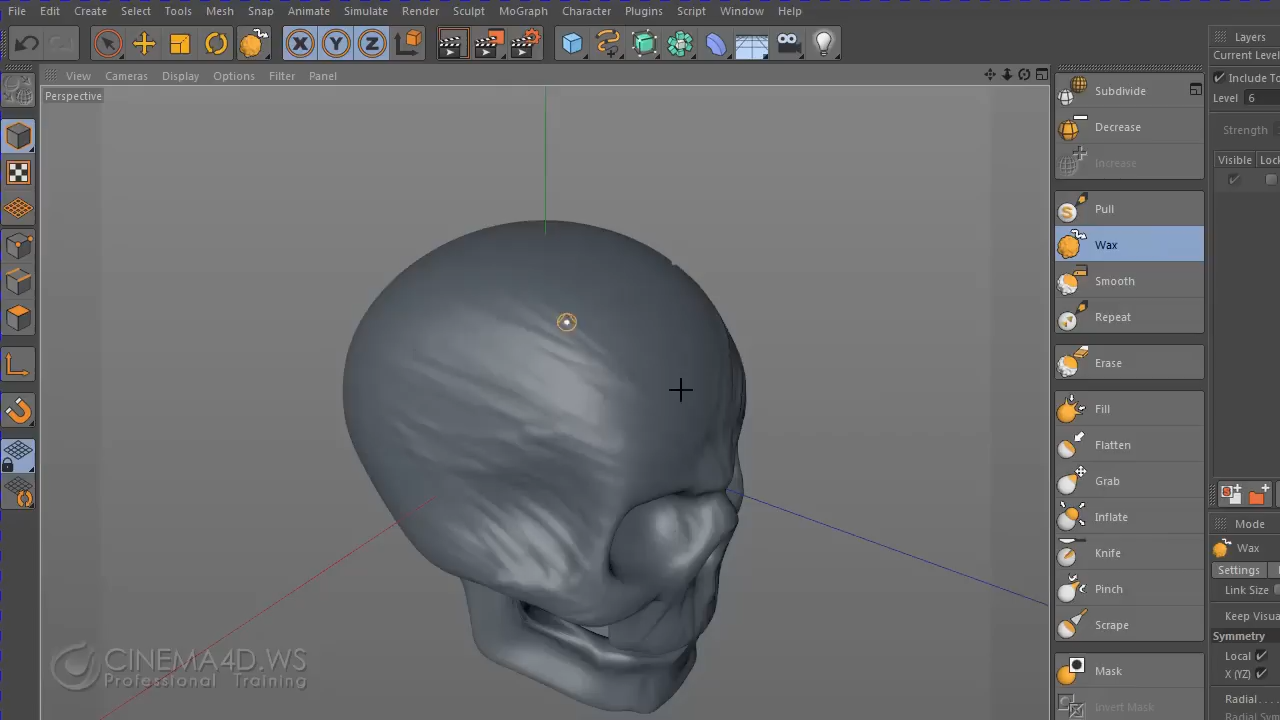 File Edit Create Select Tools Mesh Snap Animate Simulate Render Sculpt MoGraph Character Plugins Script Window Help
View Cameras Display Options Filter Panel
Perspective
Subdivide
Decrease
Increase
Pull
Wax
Smooth
Repeat
Erase
Fill
Flatten
Grab
Inflate
Knife
Pinch
Scrape
Mask
Invert Mask
Layers
Current Level
Include To
Level 6
Strength
Visible Lock
Mode
Wax
Settings
Link Size
Keep Visua
Symmetry
Local
X (YZ)
Radial
Radial Sym
X Y Z
S
CINEMA4D.WS
Professional Training